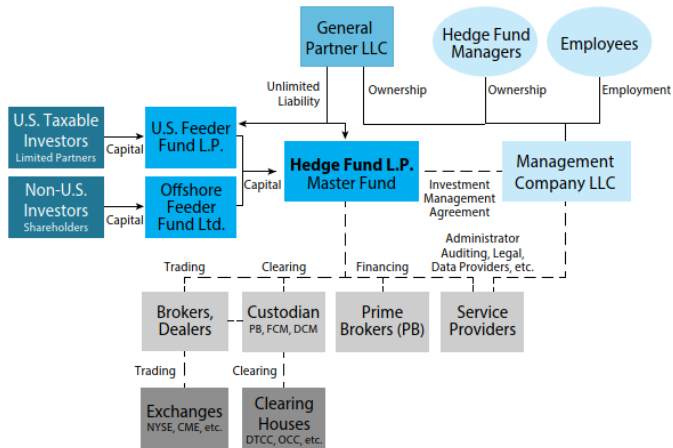 General
Partner LLC
Hedge Fund
Managers
Employees
Unlimited
Liability
Ownership
Ownership
Employment
U.S. Taxable
Investors
Limited Partners
Capital
U.S. Feeder
Fund L.P.
Non-U.S.
Investors
Shareholders
Capital
Offshore
Feeder
Fund Ltd.
Capital
Hedge Fund L.P.
Master Fund
Investment
Management
Agreement
Management
Company LLC
Administrator
Auditing, Legal,
Data Providers, etc.
Trading
Clearing
Financing
Brokers,
Dealers
Custodian
PB, FCM, DCM
Prime
Brokers (PB)
Service
Providers
Trading
Clearing
Exchanges
NYSE, CME, etc.
Clearing
Houses
DTCC, OCC, etc.